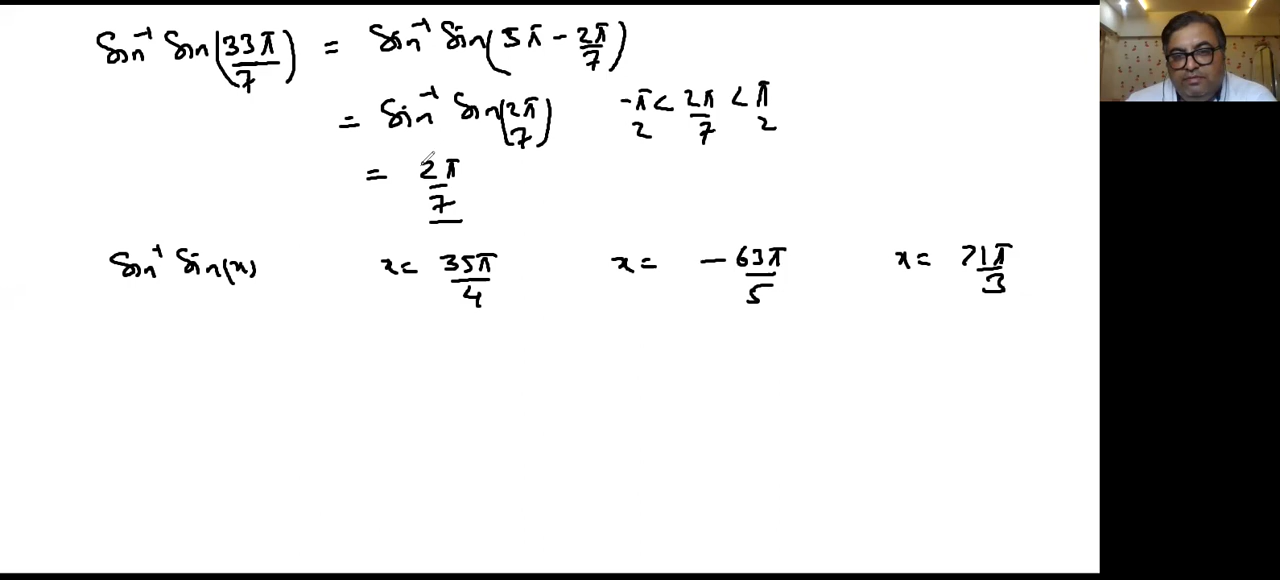 Sin⁻¹ Sin(33π/7) = Sin⁻¹ Sin(5π - 2π/7)
= Sin⁻¹ Sin(2π/7) -π/2 < 2π/7 < π/2
= 2π/7
Sin⁻¹ Sin(x) x = 35π/4 x = -63π/5 x = 71π/3